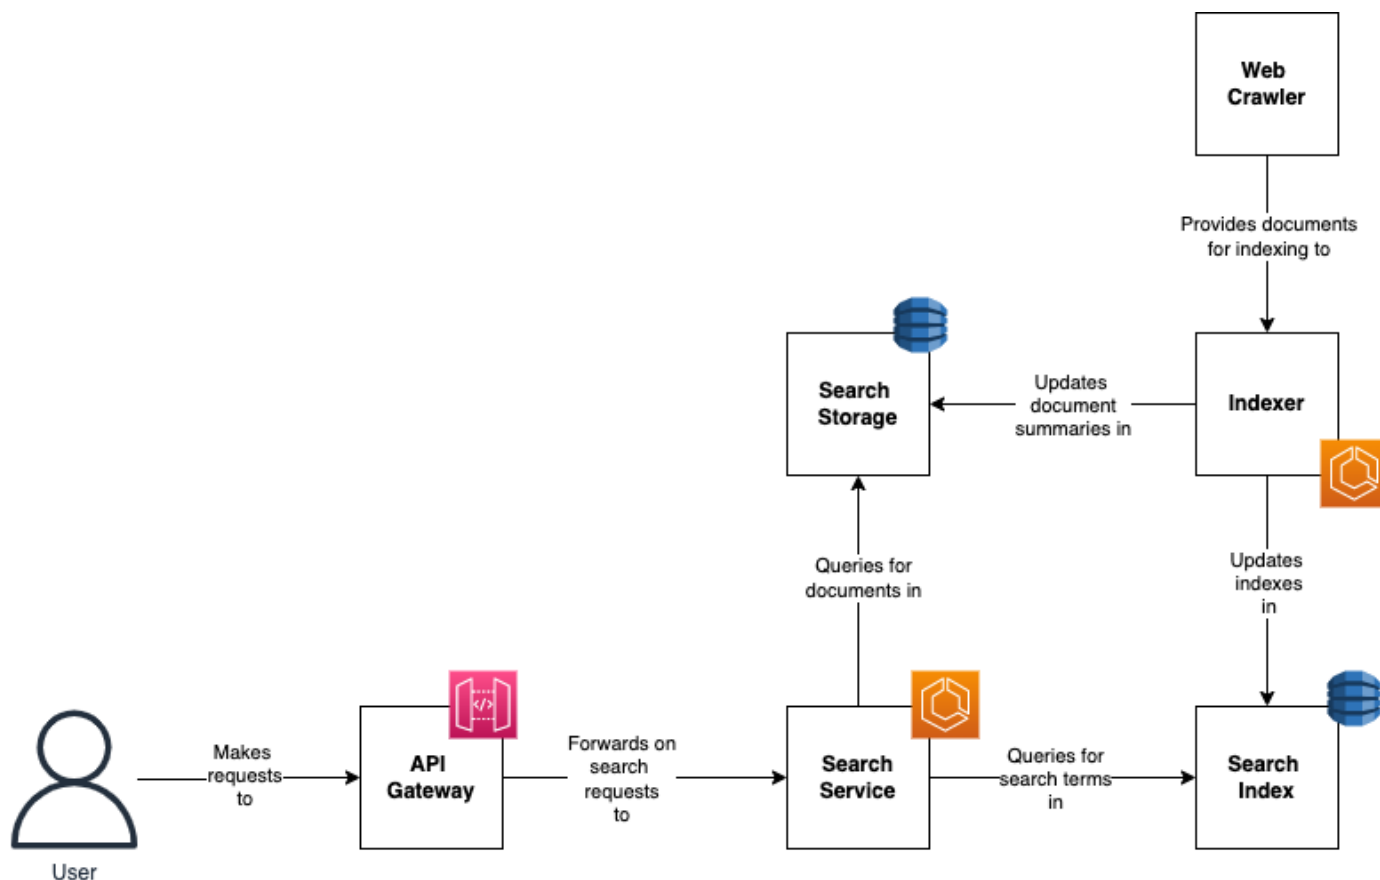 Web
Crawler
Provides documents
for indexing to
Search
Storage
Updates
document
summaries in
Indexer
Queries for
documents in
Updates
indexes
in
User
Makes
requests
to
API
Gateway
</>
Forwards on
search
requests
to
Search
Service
Queries for
search terms
in
Search
Index